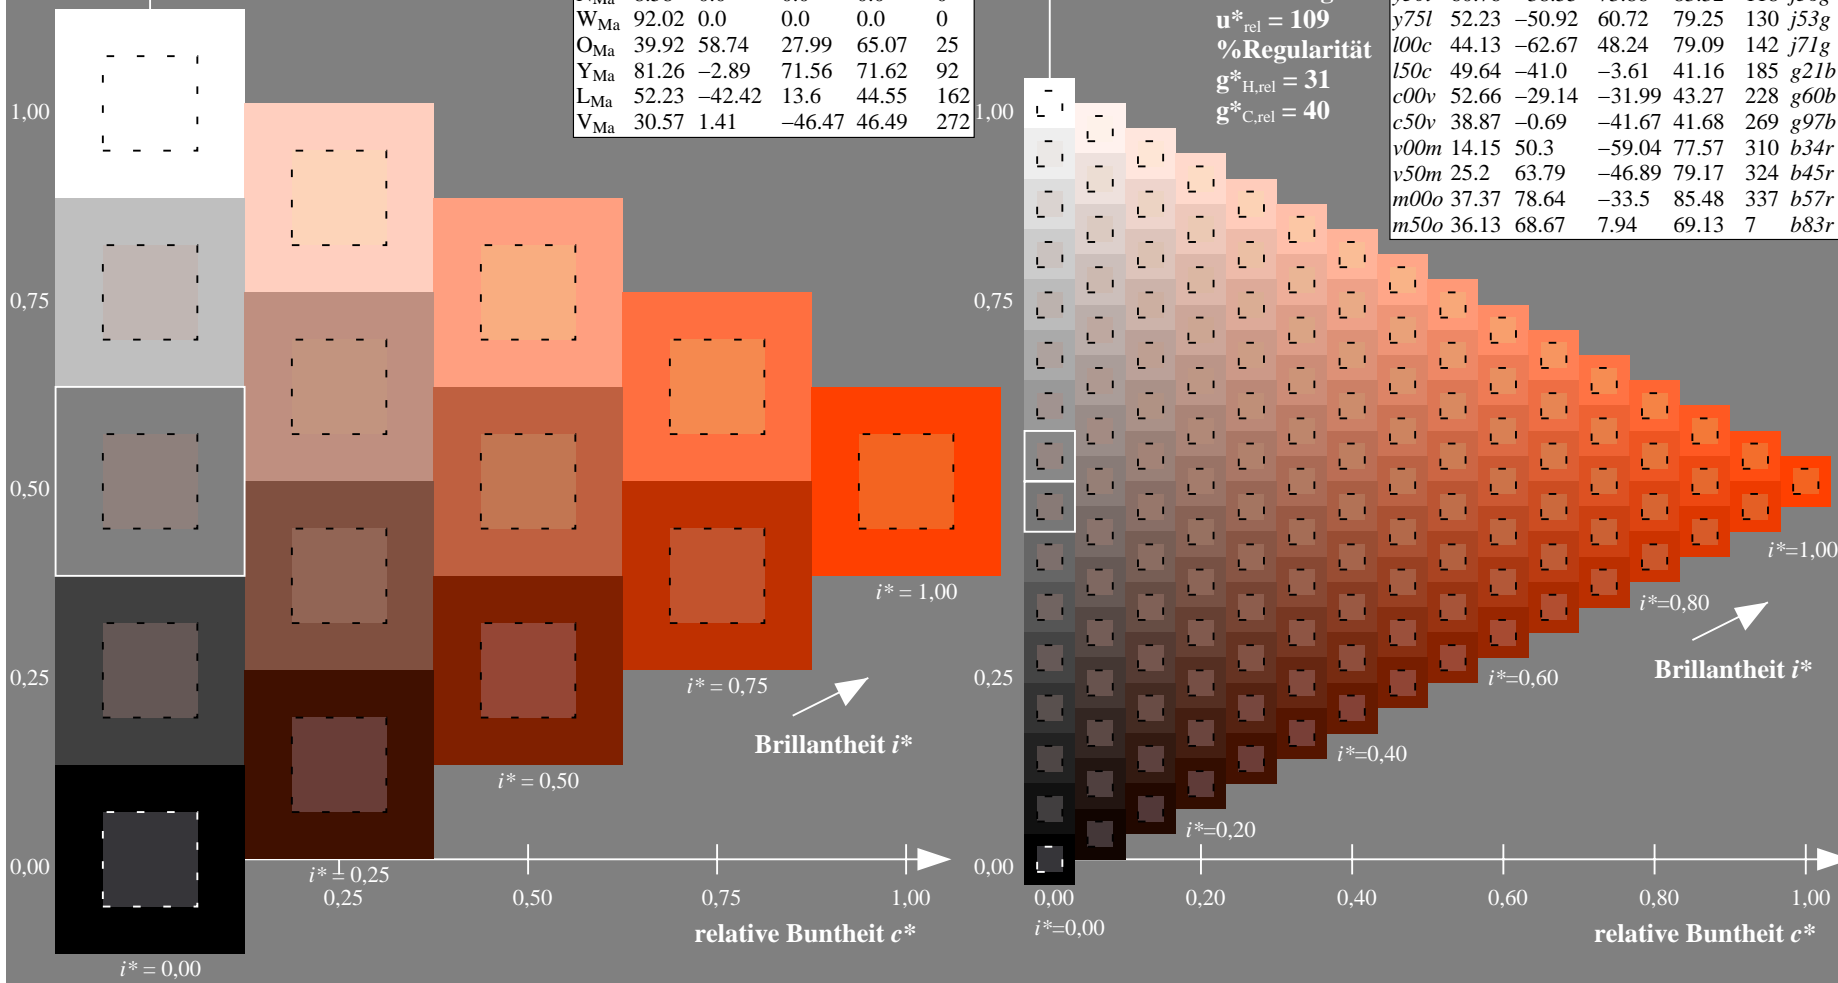 W_Ma 92.02 0.0 0.0 0.0 0
O_Ma 39.92 58.74 27.99 65.07 25
Y_Ma 81.26 −2.89 71.56 71.62 92
L_Ma 52.23 −42.42 13.6 44.55 162
V_Ma 30.57 1.41 −46.47 46.49 272
1,00
0,75
0,50
0,25
0,00
i* = 1,00
i* = 0,75
Brillantheit i*
i* = 0,50
i* = 0,25
0,25 0,50 0,75 1,00
relative Buntheit c*
i* = 0,00
u*rel = 109
%Regularität
g*H,rel = 31
g*C,rel = 40
y75l 52.23 −50.92 60.72 79.25 130 j53g
l00c 44.13 −62.67 48.24 79.09 142 j71g
l50c 49.64 −41.0 −3.61 41.16 185 g21b
c00v 52.66 −29.14 −31.99 43.27 228 g60b
c50v 38.87 −0.69 −41.67 41.68 269 g97b
v00m 14.15 50.3 −59.04 77.57 310 b34r
v50m 25.2 63.79 −46.89 79.17 324 b45r
m00o 37.37 78.64 −33.5 85.48 337 b57r
m50o 36.13 68.67 7.94 69.13 7 b83r
1,00
0,75
0,25
0,00
i*=1,00
i*=0,80
Brillantheit i*
i*=0,60
i*=0,40
i*=0,20
0,00 0,20 0,40 0,60 0,80 1,00
i*=0,00
relative Buntheit c*